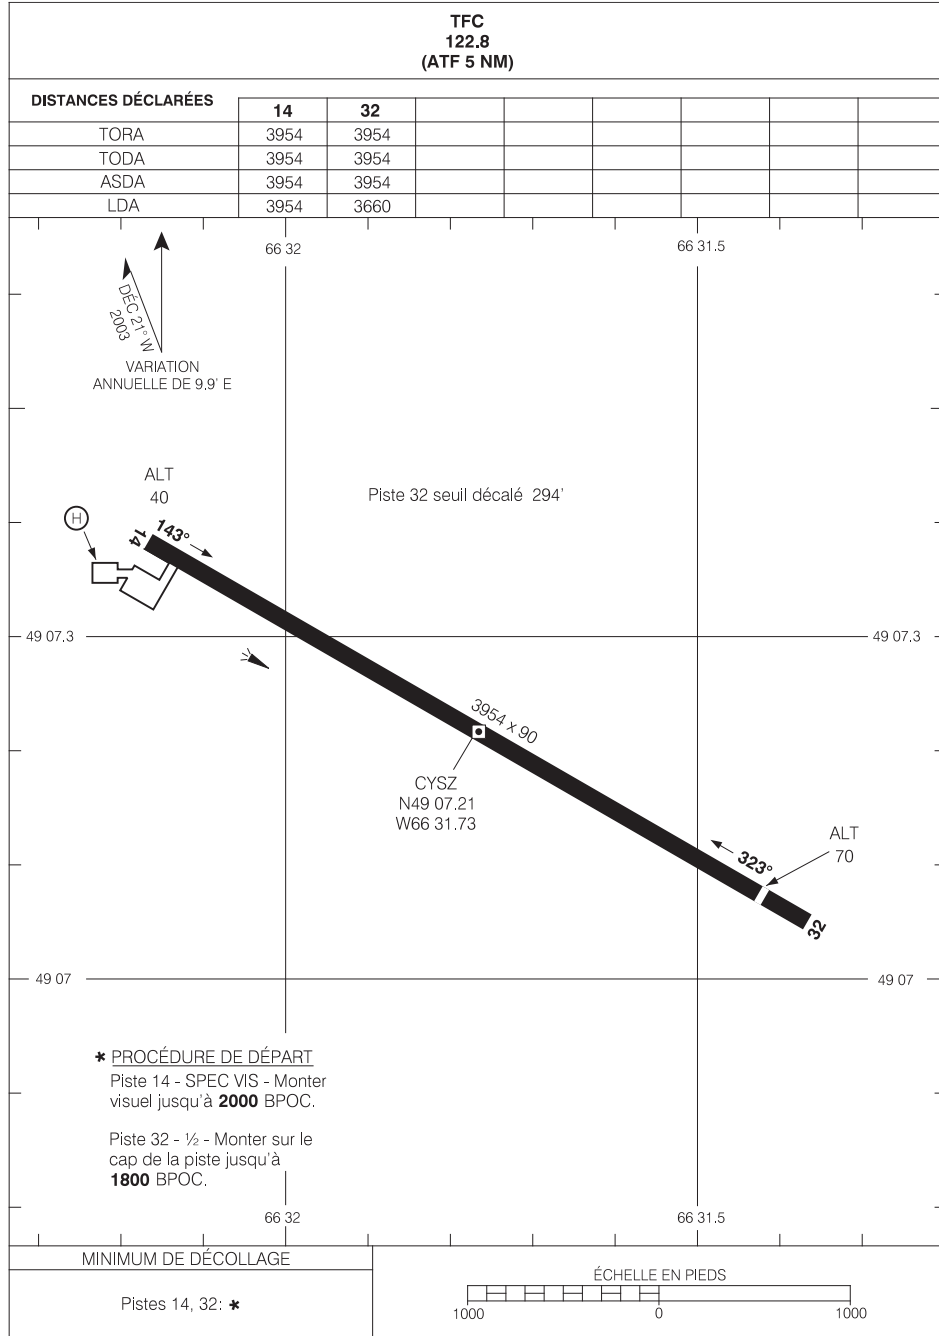 TFC
122.8
(ATF 5 NM)
DISTANCES DÉCLARÉES
14 32
TORA 3954 3954
TODA 3954 3954
ASDA 3954 3954
LDA 3954 3660
66 32 66 31.5
DÉC 21° W
2003
VARIATION
ANNUELLE DE 9.9' E
ALT
40
Piste 32 seuil décalé 294'
H
14
143°
49 07.3 49 07.3
3954 x 90
CYSZ
N49 07.21
W66 31.73
ALT
70
323°
32
49 07 49 07
* PROCÉDURE DE DÉPART
Piste 14 - SPEC VIS - Monter
visuel jusqu'à 2000 BPOC.
Piste 32 - ½ - Monter sur le
cap de la piste jusqu'à
1800 BPOC.
66 32 66 31.5
MINIMUM DE DÉCOLLAGE
Pistes 14, 32: *
ÉCHELLE EN PIEDS
1000 0 1000